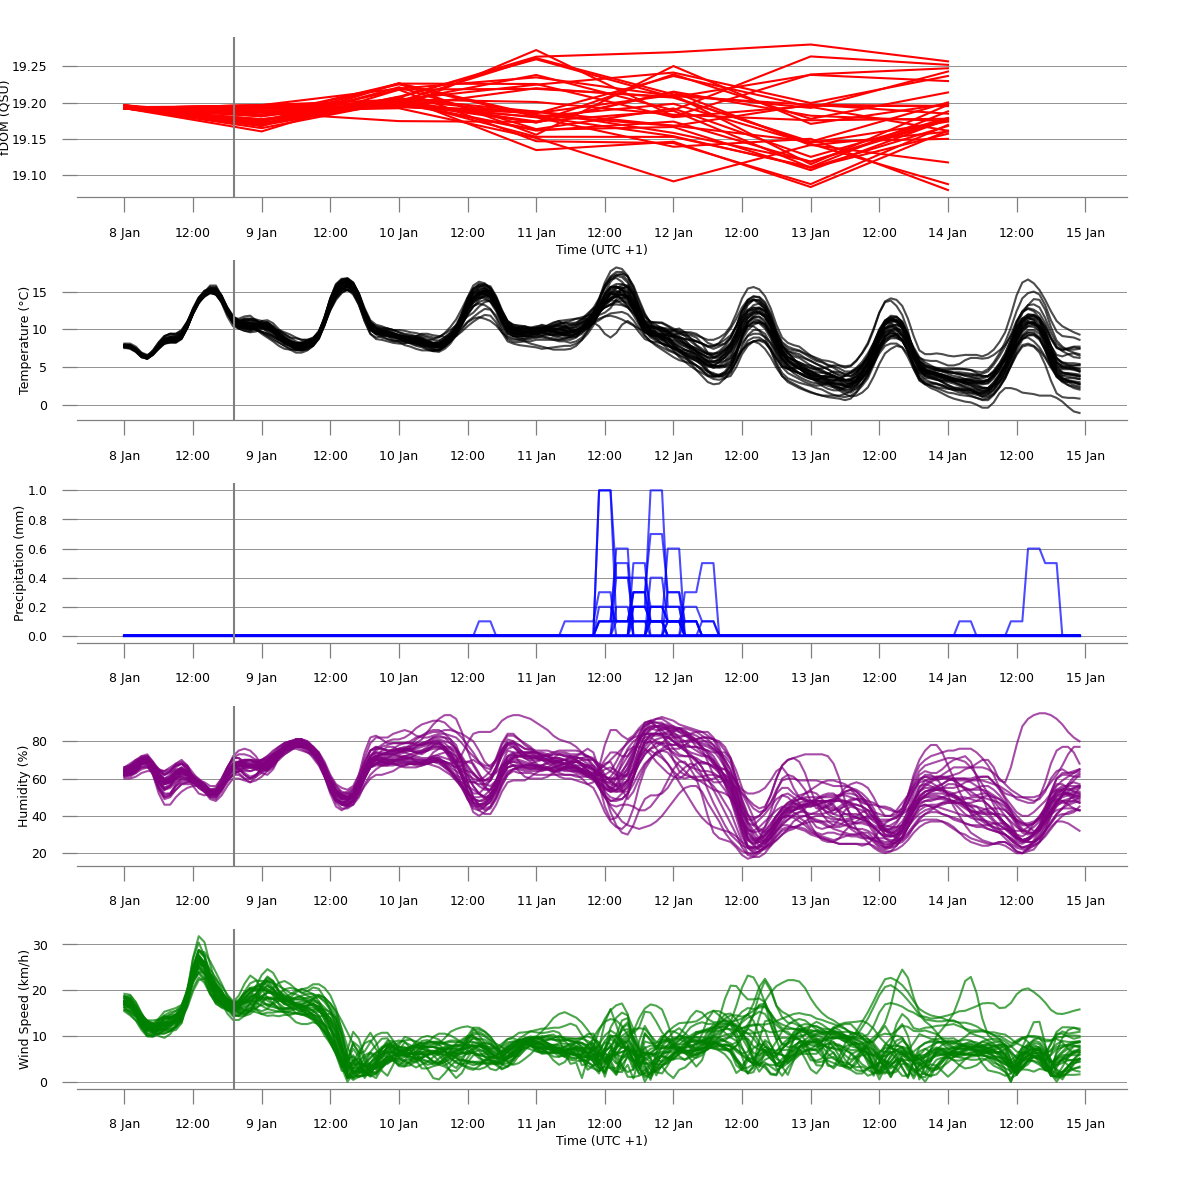 19.25
19.20
19.15
19.10
fDOM (QSU)
8 Jan 12:00 9 Jan 12:00 10 Jan 12:00 11 Jan 12:00 12 Jan 12:00 13 Jan 12:00 14 Jan 12:00 15 Jan
Time (UTC +1)
15
10
5
0
Temperature (°C)
8 Jan 12:00 9 Jan 12:00 10 Jan 12:00 11 Jan 12:00 12 Jan 12:00 13 Jan 12:00 14 Jan 12:00 15 Jan
1.0
0.8
0.6
0.4
0.2
0.0
Precipitation (mm)
8 Jan 12:00 9 Jan 12:00 10 Jan 12:00 11 Jan 12:00 12 Jan 12:00 13 Jan 12:00 14 Jan 12:00 15 Jan
80
60
40
20
Humidity (%)
8 Jan 12:00 9 Jan 12:00 10 Jan 12:00 11 Jan 12:00 12 Jan 12:00 13 Jan 12:00 14 Jan 12:00 15 Jan
30
20
10
0
Wind Speed (km/h)
8 Jan 12:00 9 Jan 12:00 10 Jan 12:00 11 Jan 12:00 12 Jan 12:00 13 Jan 12:00 14 Jan 12:00 15 Jan
Time (UTC +1)